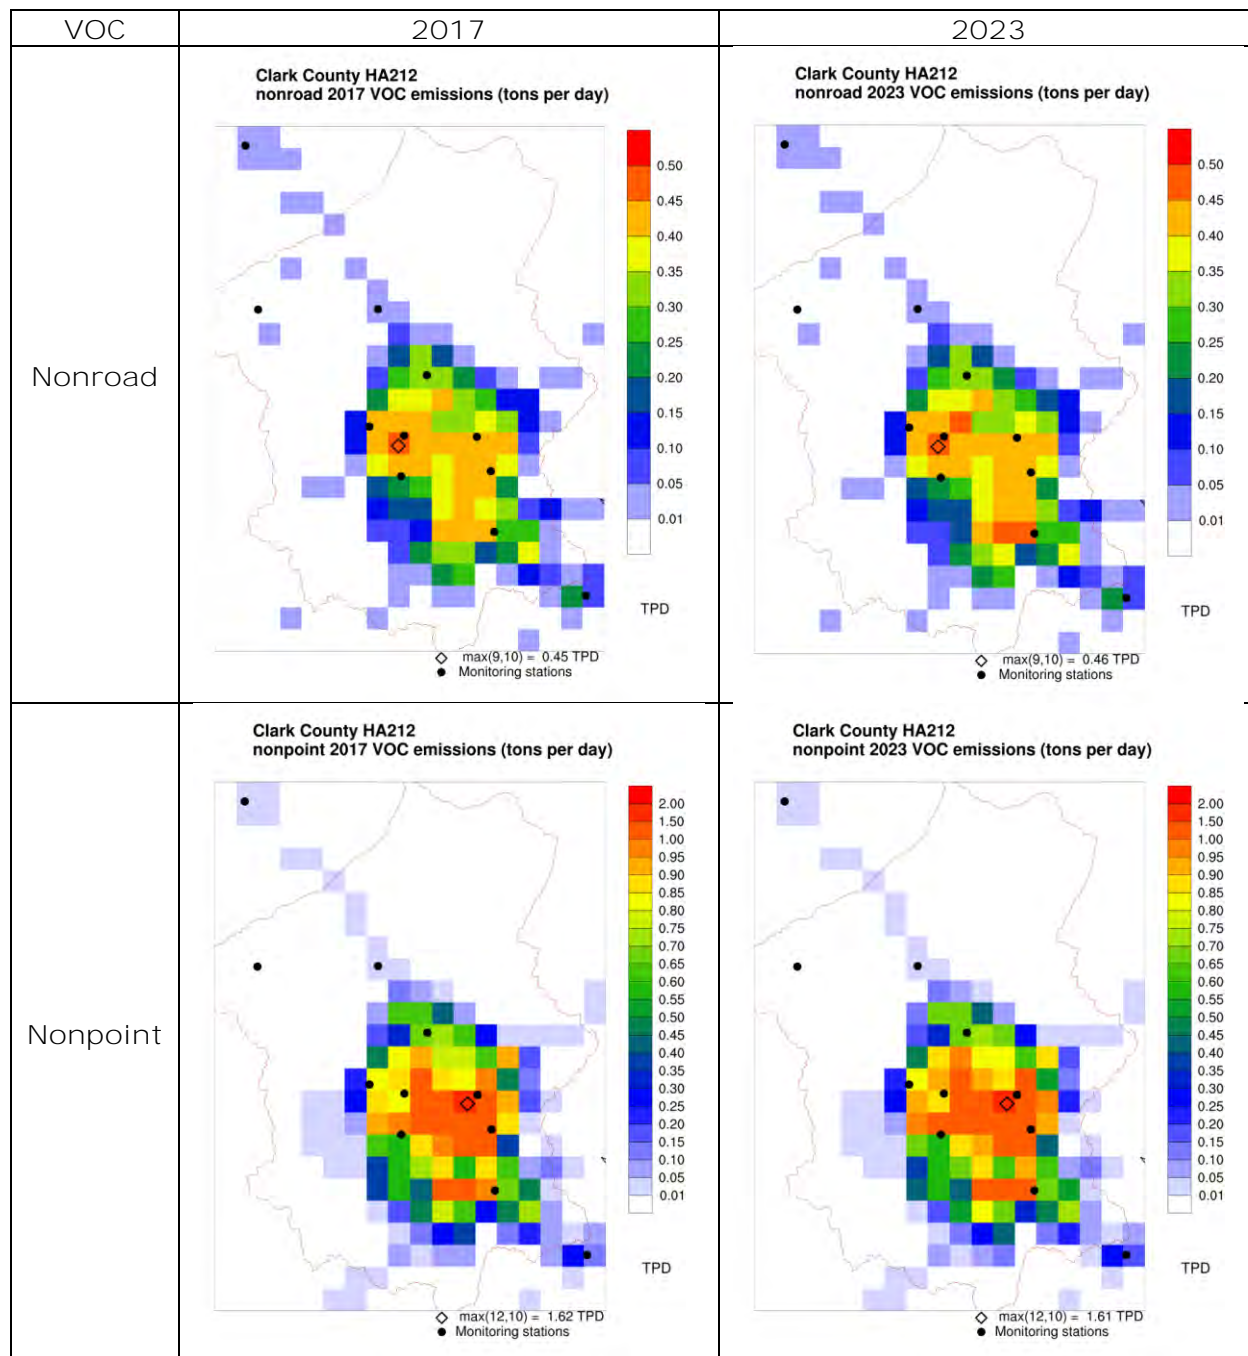 VOC 2017 2023
Nonroad
Clark County HA212
nonroad 2017 VOC emissions (tons per day)
0.50
0.45
0.40
0.35
0.30
0.25
0.20
0.15
0.10
0.05
0.01
TPD
max(9,10) = 0.45 TPD
Monitoring stations
Clark County HA212
nonroad 2023 VOC emissions (tons per day)
0.50
0.45
0.40
0.35
0.30
0.25
0.20
0.15
0.10
0.05
0.01
TPD
max(9,10) = 0.46 TPD
Monitoring stations
Nonpoint
Clark County HA212
nonpoint 2017 VOC emissions (tons per day)
2.00
1.50
1.00
0.95
0.90
0.85
0.80
0.75
0.70
0.65
0.55
0.50
0.45
0.40
0.35
0.30
0.25
0.20
0.15
0.10
0.05
0.01
TPD
max(12,10) = 1.62 TPD
Monitoring stations
Clark County HA212
nonpoint 2023 VOC emissions (tons per day)
2.00
1.50
1.00
0.95
0.90
0.85
0.80
0.75
0.70
0.65
0.55
0.50
0.45
0.40
0.35
0.30
0.25
0.20
0.15
0.10
0.05
0.01
TPD
max(12,10) = 1.61 TPD
Monitoring stations